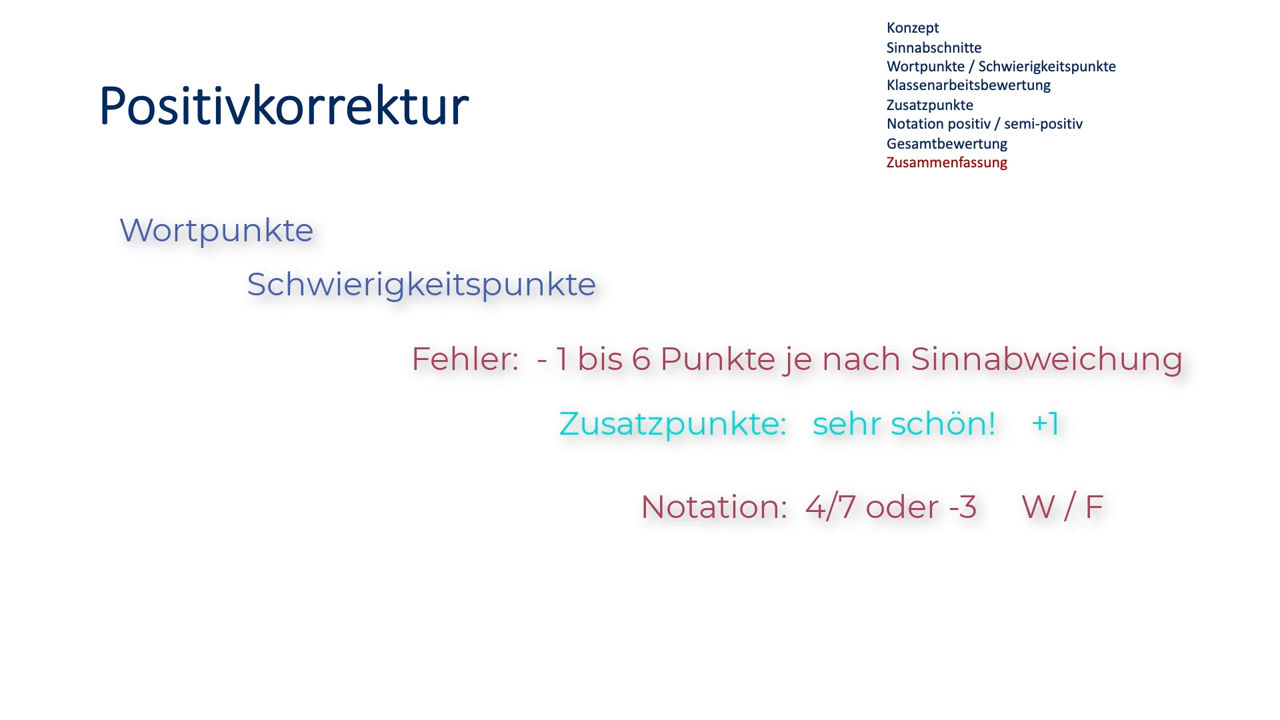 Konzept
Sinnabschnitte
Wortpunkte / Schwierigkeitspunkte
Klassenarbeitsbewertung
Zusatzpunkte
Notation positiv / semi-positiv
Gesamtbewertung
Zusammenfassung
Positivkorrektur
Wortpunkte
Schwierigkeitspunkte
Fehler: - 1 bis 6 Punkte je nach Sinnabweichung
Zusatzpunkte: sehr schön! +1
Notation: 4/7 oder -3 W / F